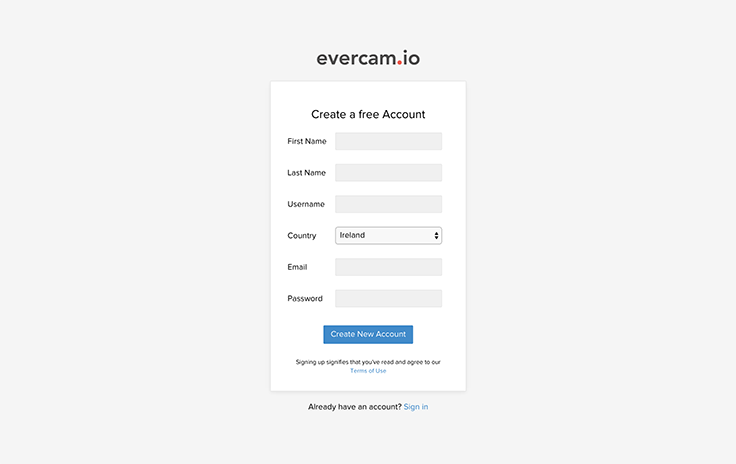 evercam.io
Create a free Account
First Name
Last Name
Username
Country Ireland
Email
Password
Create New Account
Signing up signifies that you've read and agree to our
Terms of Use
Already have an account? Sign in